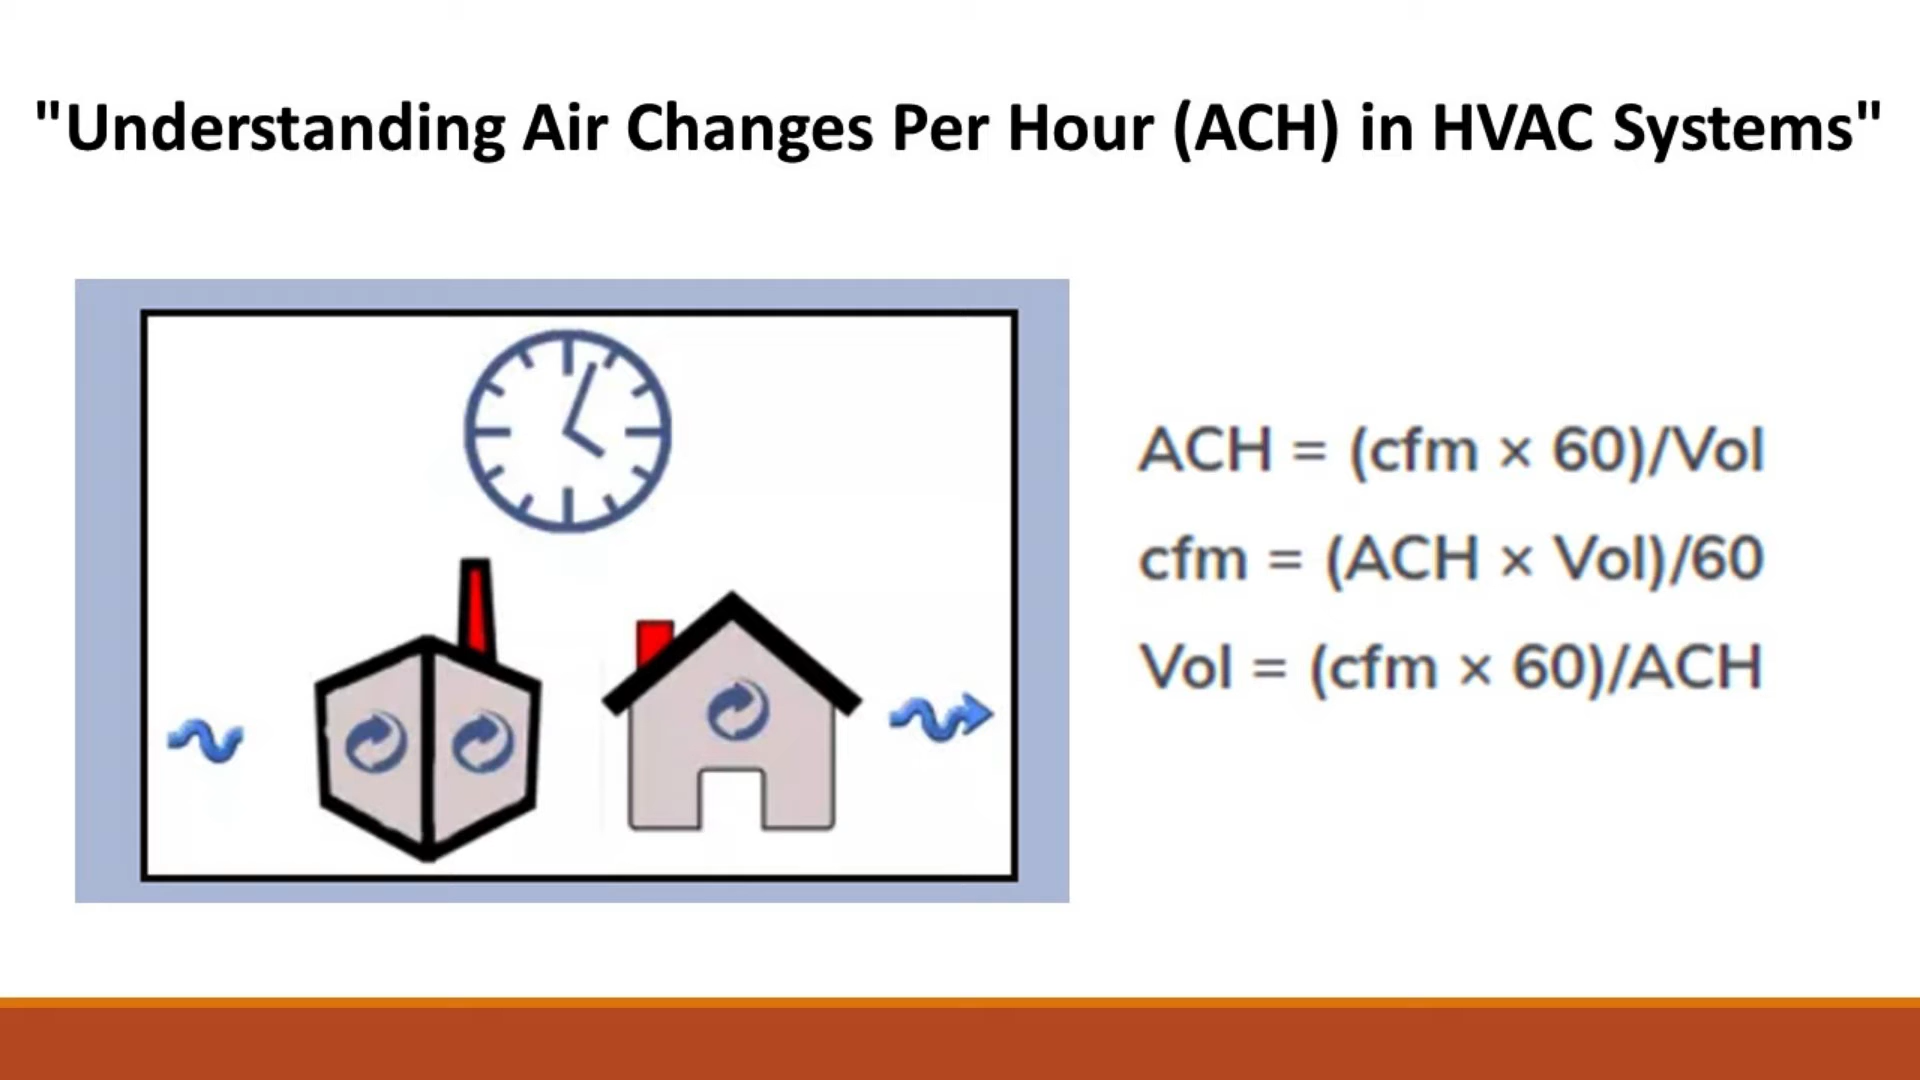 "Understanding Air Changes Per Hour (ACH) in HVAC Systems"
ACH = (cfm × 60)/Vol
cfm = (ACH × Vol)/60
Vol = (cfm × 60)/ACH